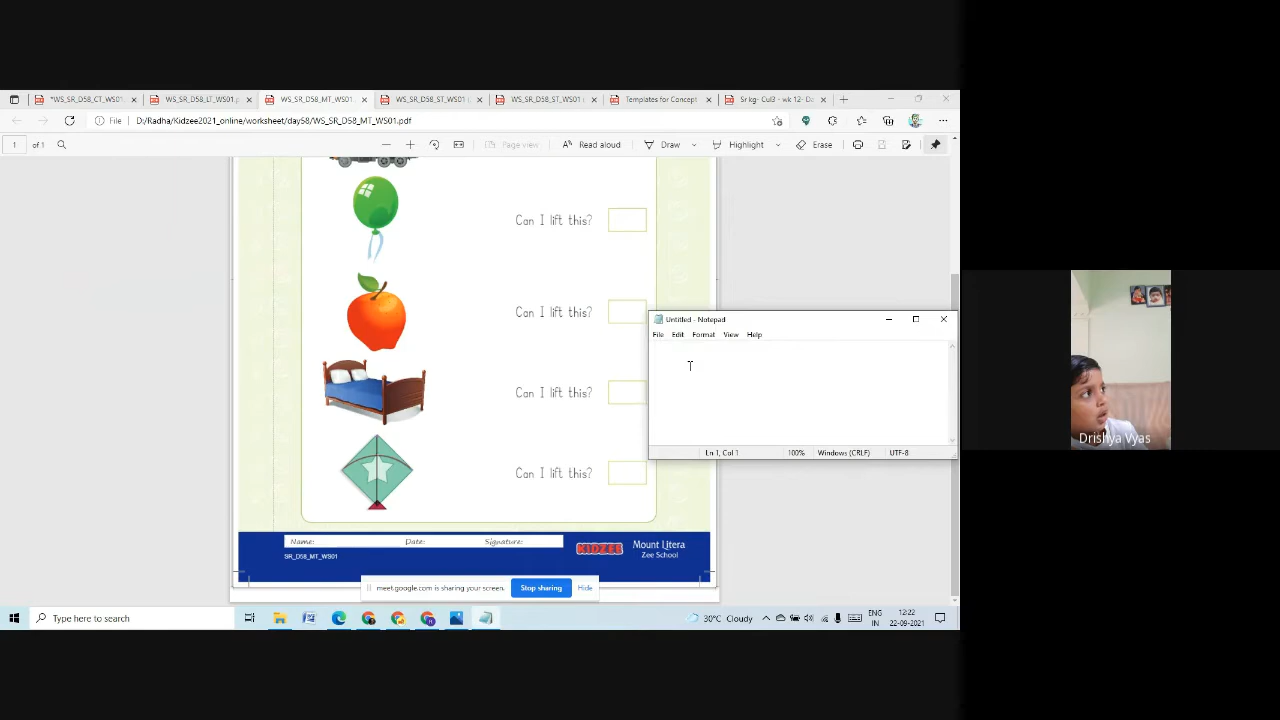 *WS_SR_D58_CT_WS01.
WS_SR_D58_LT_WS01.p
WS_SR_D58_MT_WS01.
WS_SR_D58_ST_WS01 (
WS_SR_D58_ST_WS01 (
Templates for Concept
Sr kg- Cul3 - wk 12- Da
File
D:/Radha/Kidzee2021_online/worksheet/day58/WS_SR_D58_MT_WS01.pdf
1 of 1
Page view
Read aloud
Draw
Highlight
Erase
Can I lift this?
Can I lift this?
Can I lift this?
Can I lift this?
Untitled - Notepad
File Edit Format View Help
Ln 1, Col 1 100% Windows (CRLF) UTF-8
Name: Date: Signature:
SR_D58_MT_WS01
KIDZEE
Mount Litera
Zee School
meet.google.com is sharing your screen.
Stop sharing
Hide
Type here to search
30°C Cloudy
ENG
IN
12:22
22-09-2021
Drishya Vyas